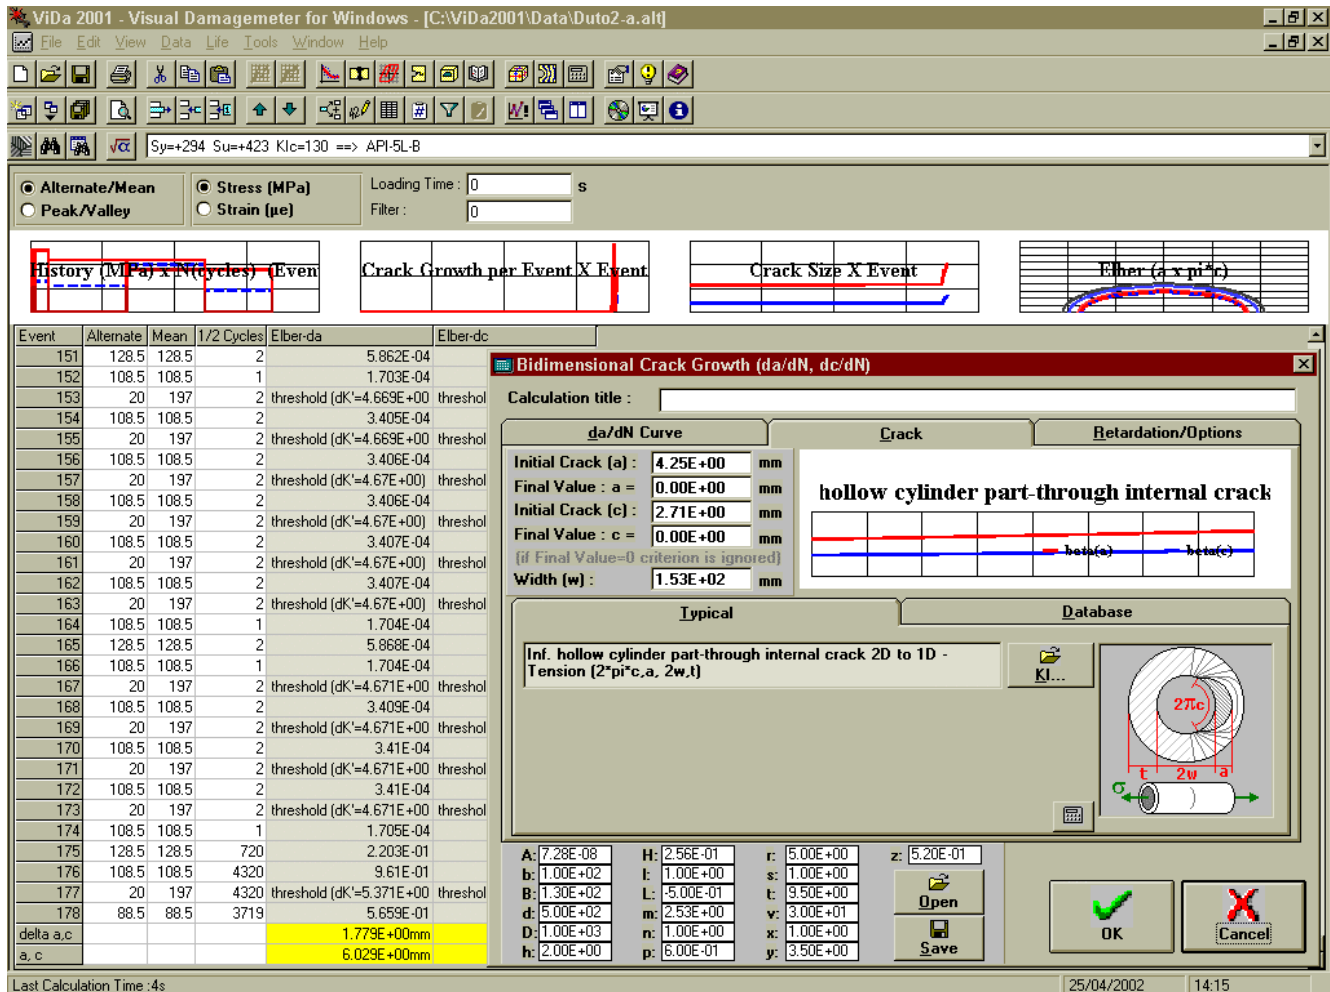 ViDa 2001 - Visual Damagemeter for Windows - [C:\ViDa2001\Data\Duto2-a.alt]
File Edit View Data Life Tools Window Help
Sy=+294 Su=+423 KIc=130 ==> API-5L-B
Alternate/Mean Stress (MPa) Loading Time : 0 s
Peak/Valley Strain (µe) Filter : 0
History (MPa) x N(cycles) (Even Crack Growth per Event X Event Crack Size X Event Elber (a x pi*c)
Event Alternate Mean 1/2 Cycles Elber-da Elber-dc
151 128.5 128.5 2 5.862E-04
152 108.5 108.5 1 1.703E-04
153 20 197 2 threshold (dK'=4.669E+00 threshol
154 108.5 108.5 2 3.405E-04
155 20 197 2 threshold (dK'=4.669E+00 threshol
156 108.5 108.5 2 3.406E-04
157 20 197 2 threshold (dK'=4.67E+00) threshol
158 108.5 108.5 2 3.406E-04
159 20 197 2 threshold (dK'=4.67E+00) threshol
160 108.5 108.5 2 3.407E-04
161 20 197 2 threshold (dK'=4.67E+00) threshol
162 108.5 108.5 2 3.407E-04
163 20 197 2 threshold (dK'=4.67E+00) threshol
164 108.5 108.5 1 1.704E-04
165 128.5 128.5 2 5.868E-04
166 108.5 108.5 1 1.704E-04
167 20 197 2 threshold (dK'=4.671E+00 threshol
168 108.5 108.5 2 3.409E-04
169 20 197 2 threshold (dK'=4.671E+00 threshol
170 108.5 108.5 2 3.41E-04
171 20 197 2 threshold (dK'=4.671E+00 threshol
172 108.5 108.5 2 3.41E-04
173 20 197 2 threshold (dK'=4.671E+00 threshol
174 108.5 108.5 1 1.705E-04
175 128.5 128.5 720 2.203E-01
176 108.5 108.5 4320 9.61E-01
177 20 197 4320 threshold (dK'=5.371E+00 threshol
178 88.5 88.5 3719 5.659E-01
delta a,c 1.779E+00mm
a, c 6.029E+00mm
Bidimensional Crack Growth (da/dN, dc/dN)
Calculation title :
da/dN Curve Crack Retardation/Options
Initial Crack (a) : 4.25E+00 mm
Final Value : a = 0.00E+00 mm
Initial Crack (c) : 2.71E+00 mm
Final Value : c = 0.00E+00 mm
(if Final Value=0 criterion is ignored)
Width (w) : 1.53E+02 mm
hollow cylinder part-through internal crack
beta(a) beta(c)
Typical Database
Inf. hollow cylinder part-through internal crack 2D to 1D -
Tension (2*pi*c,a, 2w,t)
KI...
2πc
t 2w a
σ
A: 7.28E-08 H: 2.56E-01 r: 5.00E+00 z: 5.20E-01
b: 1.00E+02 l: 1.00E+00 s: 1.00E+00
B: 1.30E+02 L: -5.00E-01 t: 9.50E+00
d: 5.00E+02 m: 2.53E+00 v: 3.00E+01
D: 1.00E+03 n: 1.00E+00 x: 1.00E+00
h: 2.00E+00 p: 6.00E-01 y: 3.50E+00
Open
Save
OK
Cancel
Last Calculation Time :4s 25/04/2002 14:15